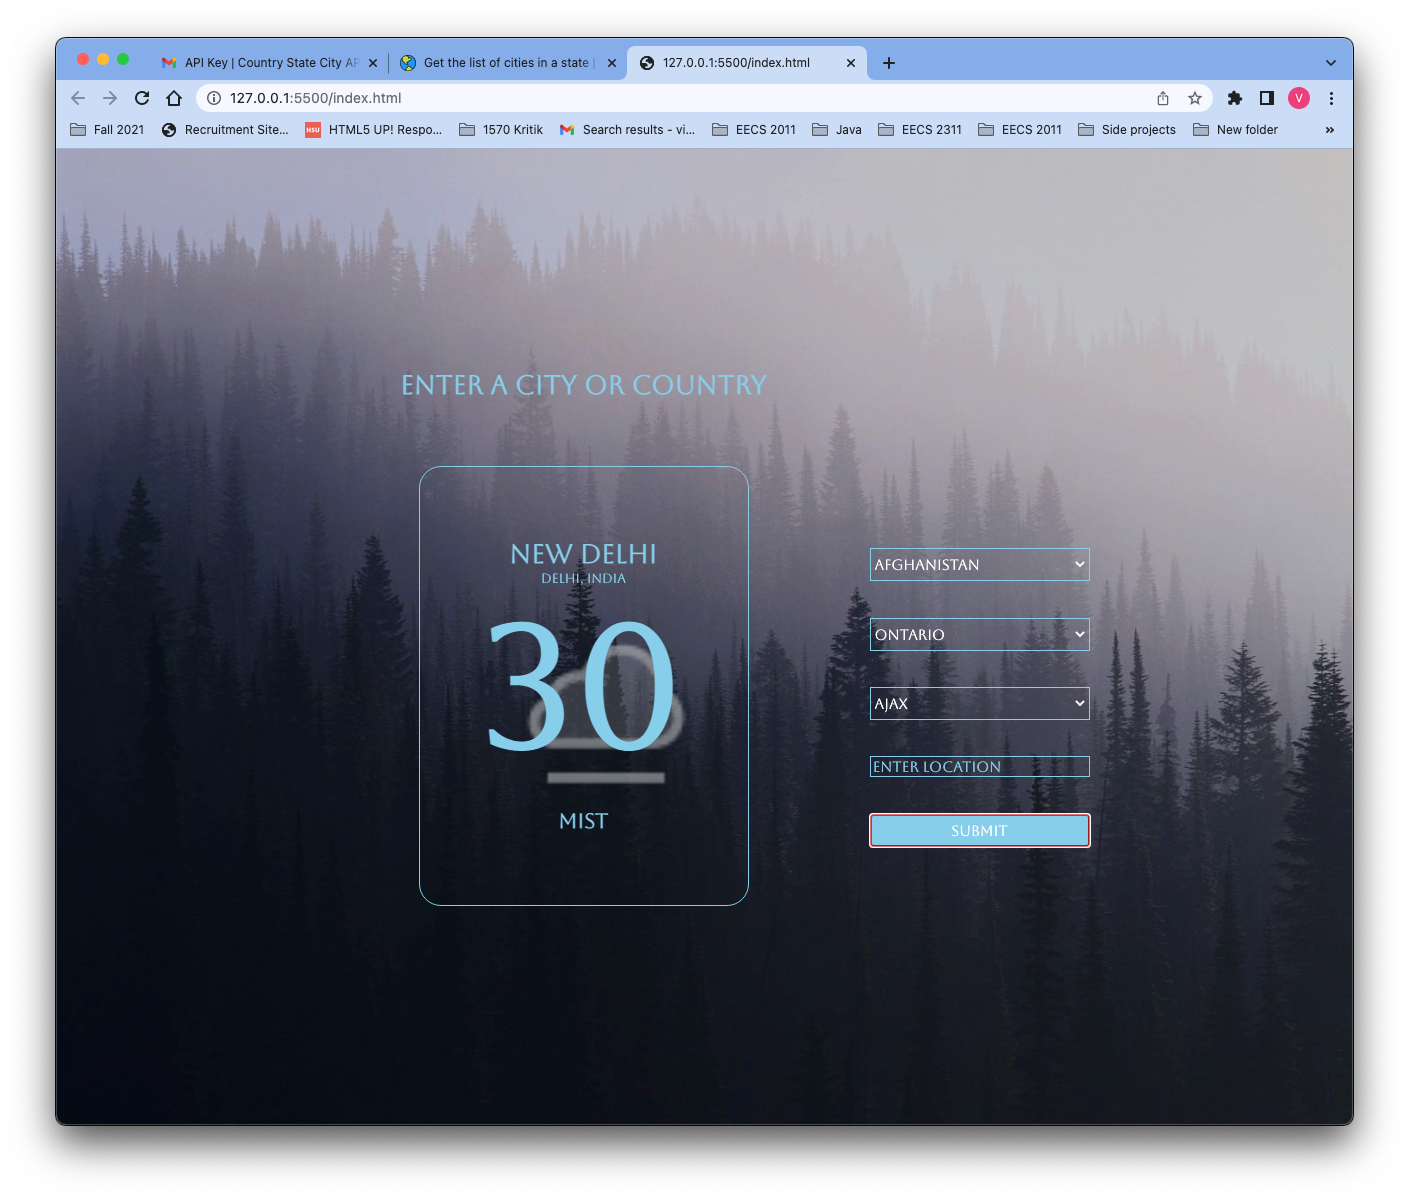 API Key | Country State City AP
Get the list of cities in a state |
127.0.0.1:5500/index.html
127.0.0.1:5500/index.html
V
Fall 2021
Recruitment Site...
HSU
HTML5 UP! Respo...
1570 Kritik
Search results - vi...
EECS 2011
Java
EECS 2311
EECS 2011
Side projects
New folder
»
ENTER A CITY OR COUNTRY
NEW DELHI
DELHI, INDIA
30
MIST
AFGHANISTAN
ONTARIO
AJAX
ENTER LOCATION
SUBMIT